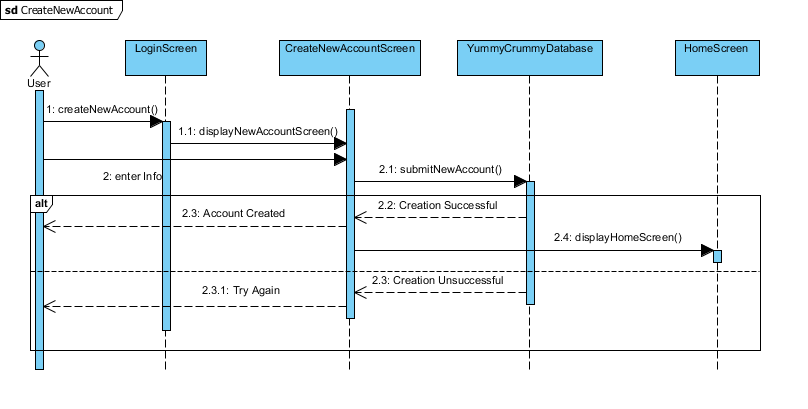 sd CreateNewAccount
LoginScreen
CreateNewAccountScreen
YummyCrummyDatabase
HomeScreen
User
1: createNewAccount()
1.1: displayNewAccountScreen()
2: enter Info
2.1: submitNewAccount()
alt
2.2: Creation Successful
2.3: Account Created
2.4: displayHomeScreen()
2.3: Creation Unsuccessful
2.3.1: Try Again